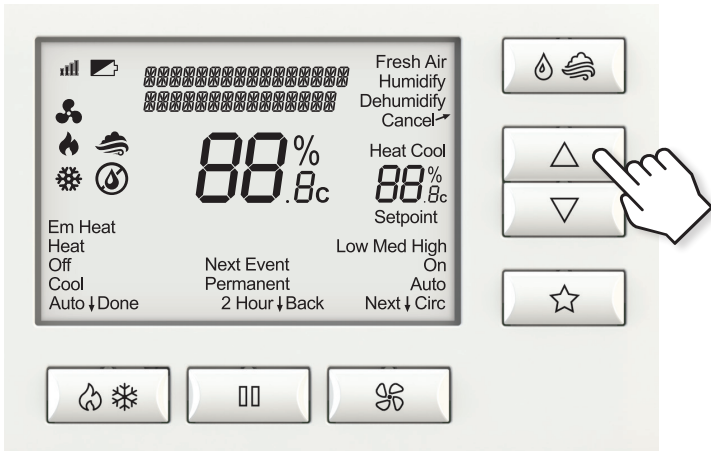 Fresh Air
Humidify
Dehumidify
Cancel
88%
.8c
Heat Cool
88%
.8c
Setpoint
Em Heat
Heat
Off
Cool
Auto↓Done
Next Event
Permanent
2 Hour↓Back
Low Med High
On
Auto
Next↓Circ